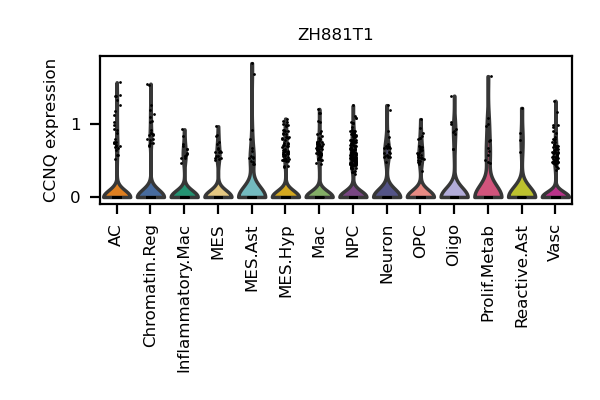 ZH881T1
CCNQ expression
1
0
AC
Chromatin.Reg
Inflammatory.Mac
MES
MES.Ast
MES.Hyp
Mac
NPC
Neuron
OPC
Oligo
Prolif.Metab
Reactive.Ast
Vasc